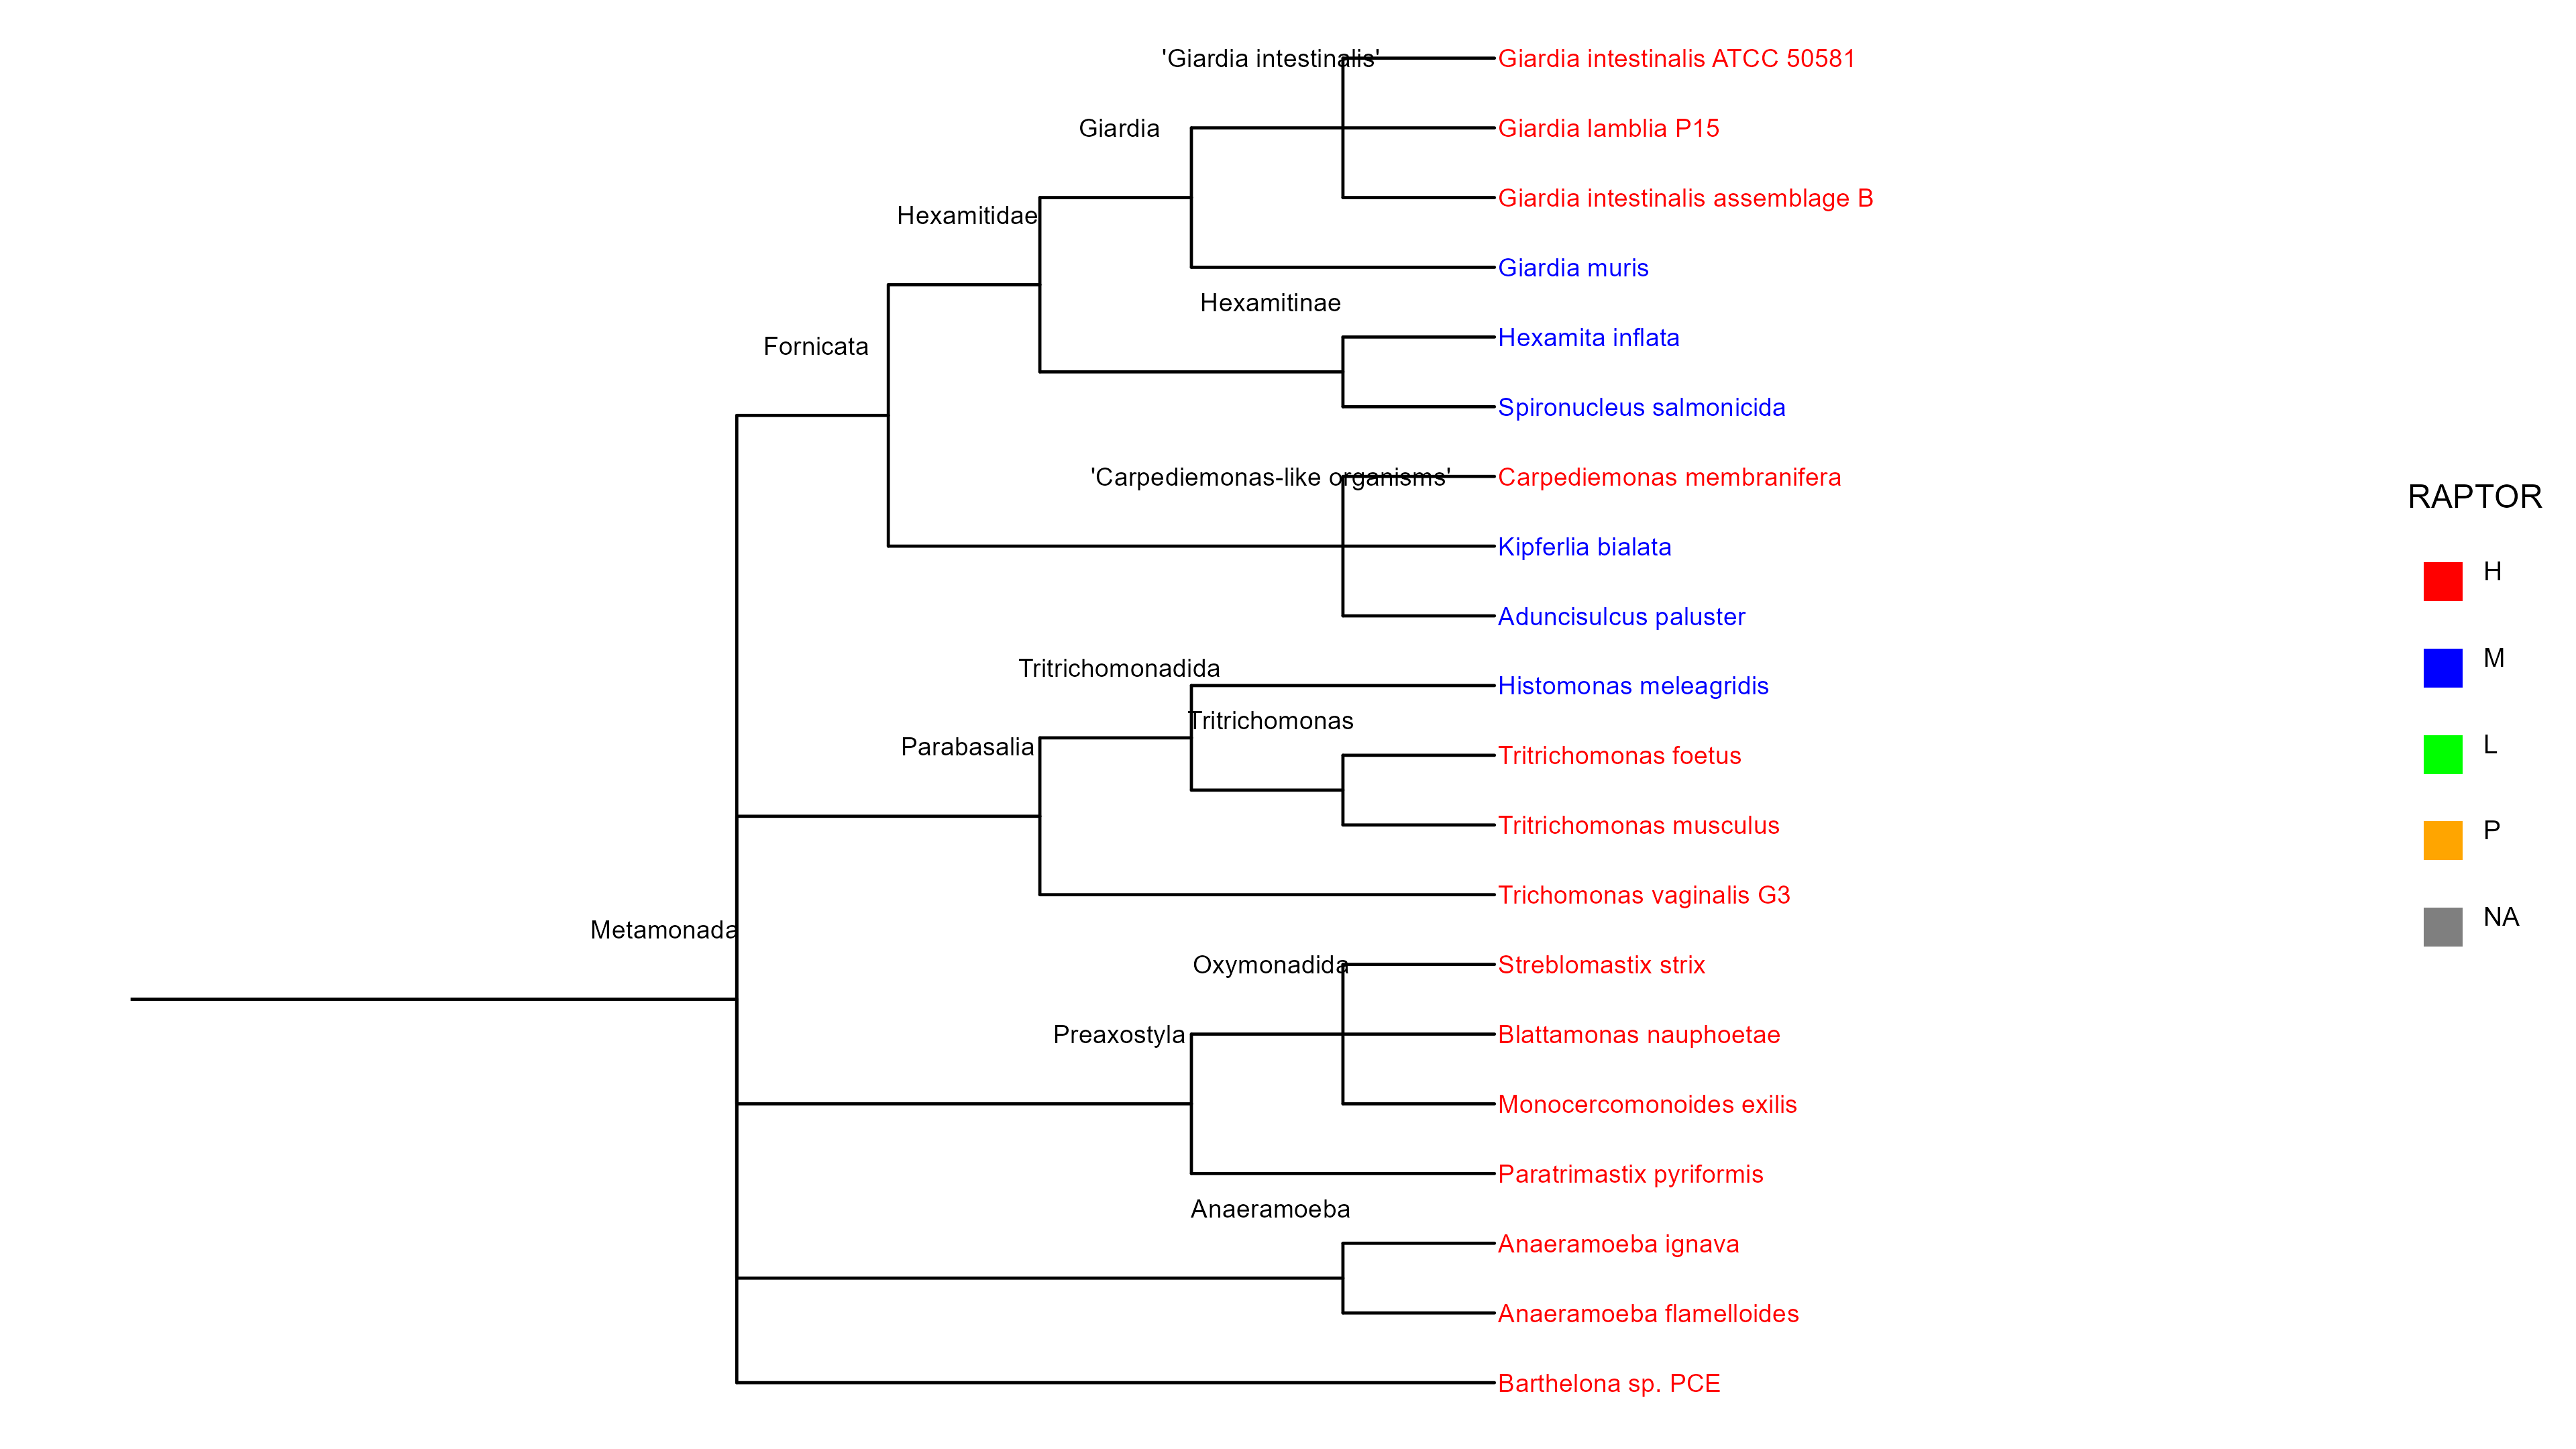 'Giardia intestinalis'
Giardia intestinalis ATCC 50581
Giardia
Giardia lamblia P15
Giardia intestinalis assemblage B
Hexamitidae
Giardia muris
Hexamitinae
Hexamita inflata
Fornicata
Spironucleus salmonicida
'Carpediemonas-like organisms'
Carpediemonas membranifera
Kipferlia bialata
Aduncisulcus paluster
Tritrichomonadida
Histomonas meleagridis
Tritrichomonas
Parabasalia
Tritrichomonas foetus
Tritrichomonas musculus
Trichomonas vaginalis G3
Metamonada
Oxymonadida
Streblomastix strix
Preaxostyla
Blattamonas nauphoetae
Monocercomonoides exilis
Paratrimastix pyriformis
Anaeramoeba
Anaeramoeba ignava
Anaeramoeba flamelloides
Barthelona sp. PCE
RAPTOR
H
M
L
P
NA